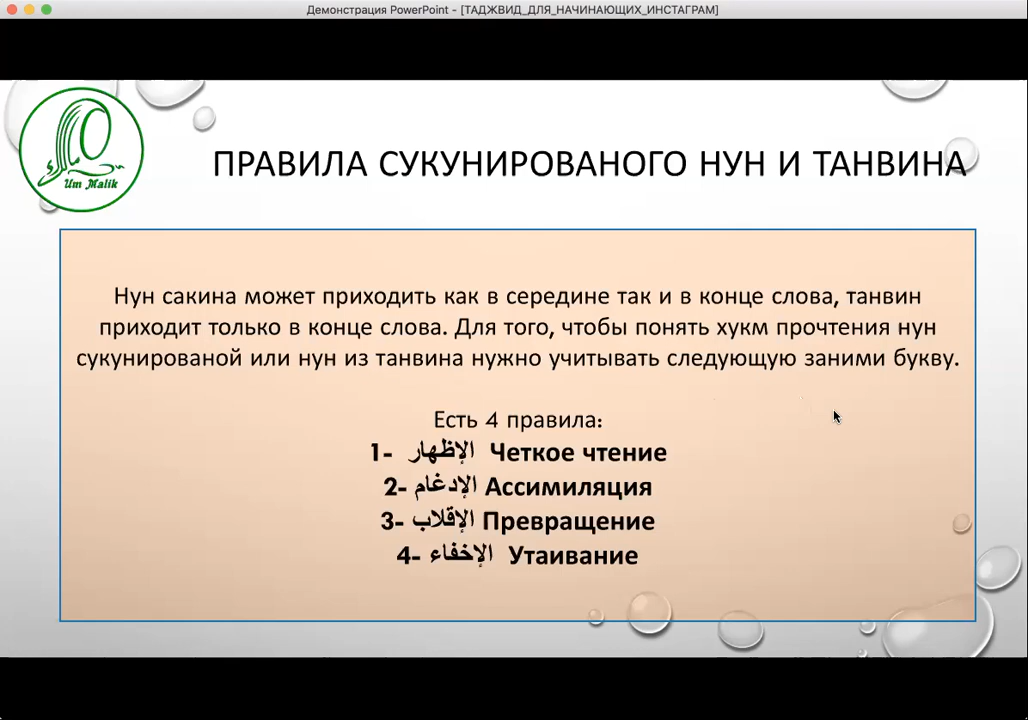 Демонстрация PowerPoint - [ТАДЖВИД_ДЛЯ_НАЧИНАЮЩИХ_ИНСТАГРАМ]
Um Malik
ПРАВИЛА СУКУНИРОВАНОГО НУН И ТАНВИНА
Нун сакина может приходить как в середине так и в конце слова, танвин
приходит только в конце слова. Для того, чтобы понять хукм прочтения нун
сукунированой или нун из танвина нужно учитывать следующую заними букву.
Есть 4 правила:
1- الإظهار Четкое чтение
2- الإدغام Ассимиляция
3- الإقلاب Превращение
4- الإخفاء Утаивание